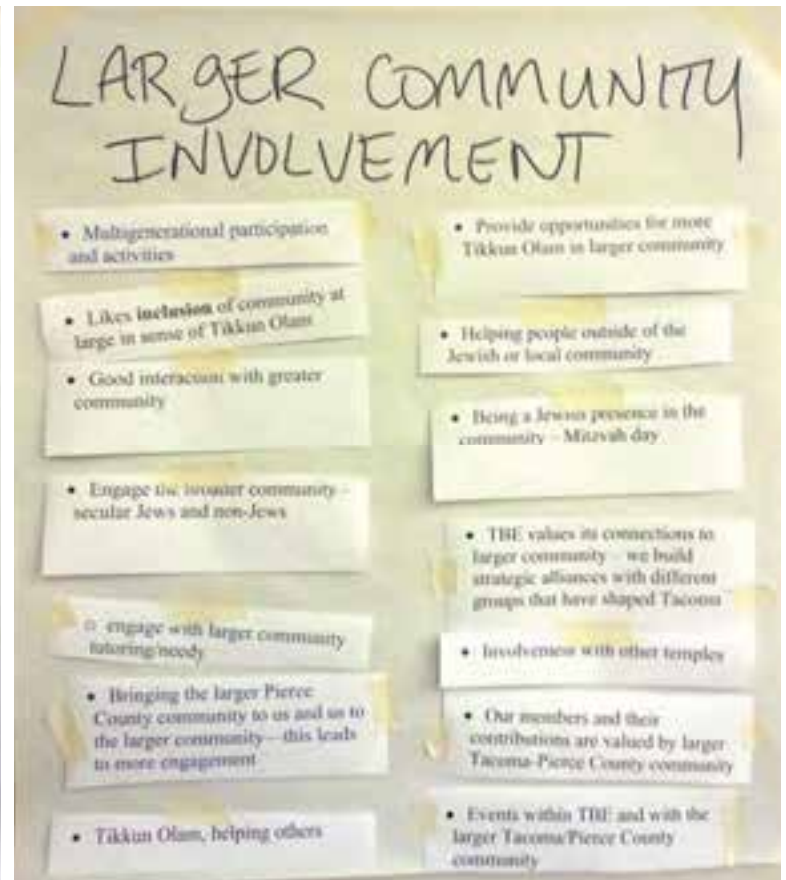 LARGER COMMUNITY
INVOLVEMENT
• Multigenerational participation
and activities
• Likes inclusion of community at
large in sense of Tikkun Olam
• Good interaction with greater
community
• Engage the broader community –
secular Jews and non-Jews
o engage with larger community
tutoring/needy
• Bringing the larger Pierce
County community to us and us to
the larger community – this leads
to more engagement
• Tikkun Olam, helping others
• Provide opportunities for more
Tikkun Olam in larger community
• Helping people outside of the
Jewish or local community
• Being a Jewish presence in the
community – Mitzvah day
• TBE values its connections to
larger community – we build
strategic alliances with different
groups that have shaped Tacoma
• Involvement with other temples
• Our members and their
contributions are valued by larger
Tacoma-Pierce County community
• Events within TBE and with the
larger Tacoma/Pierce County
community